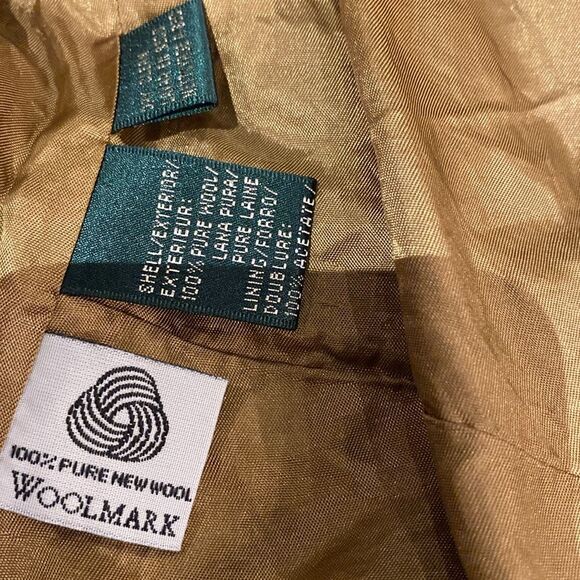 SHELL/EXTERIOR/
EXTERIEUR:
100% PURE WOOL/
LANA PURA/
PURE LAINE
LINING/FORRO/
DOUBLURE:
100% ACETATE/
100% PURE NEW WOOL
WOOLMARK